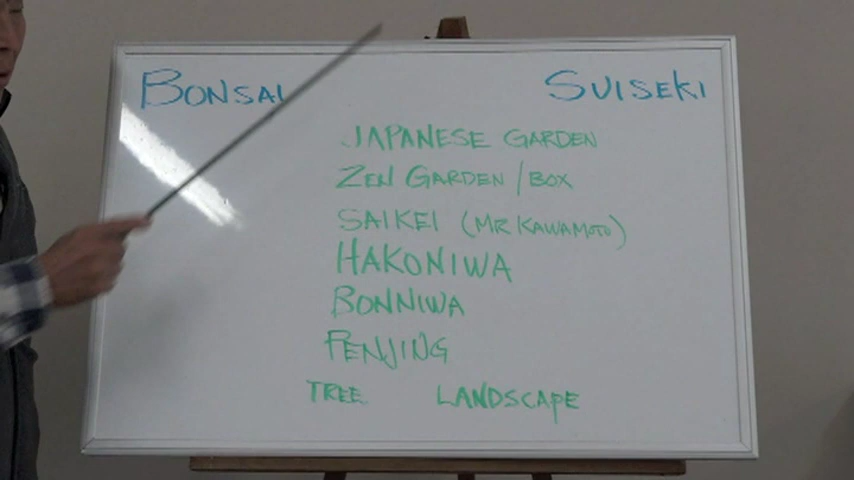 BONSAI SUISEKI
JAPANESE GARDEN
ZEN GARDEN / BOX
SAIKEI (MR KAWAMOTO)
HAKONIWA
BONNIWA
PENJING
TREE LANDSCAPE